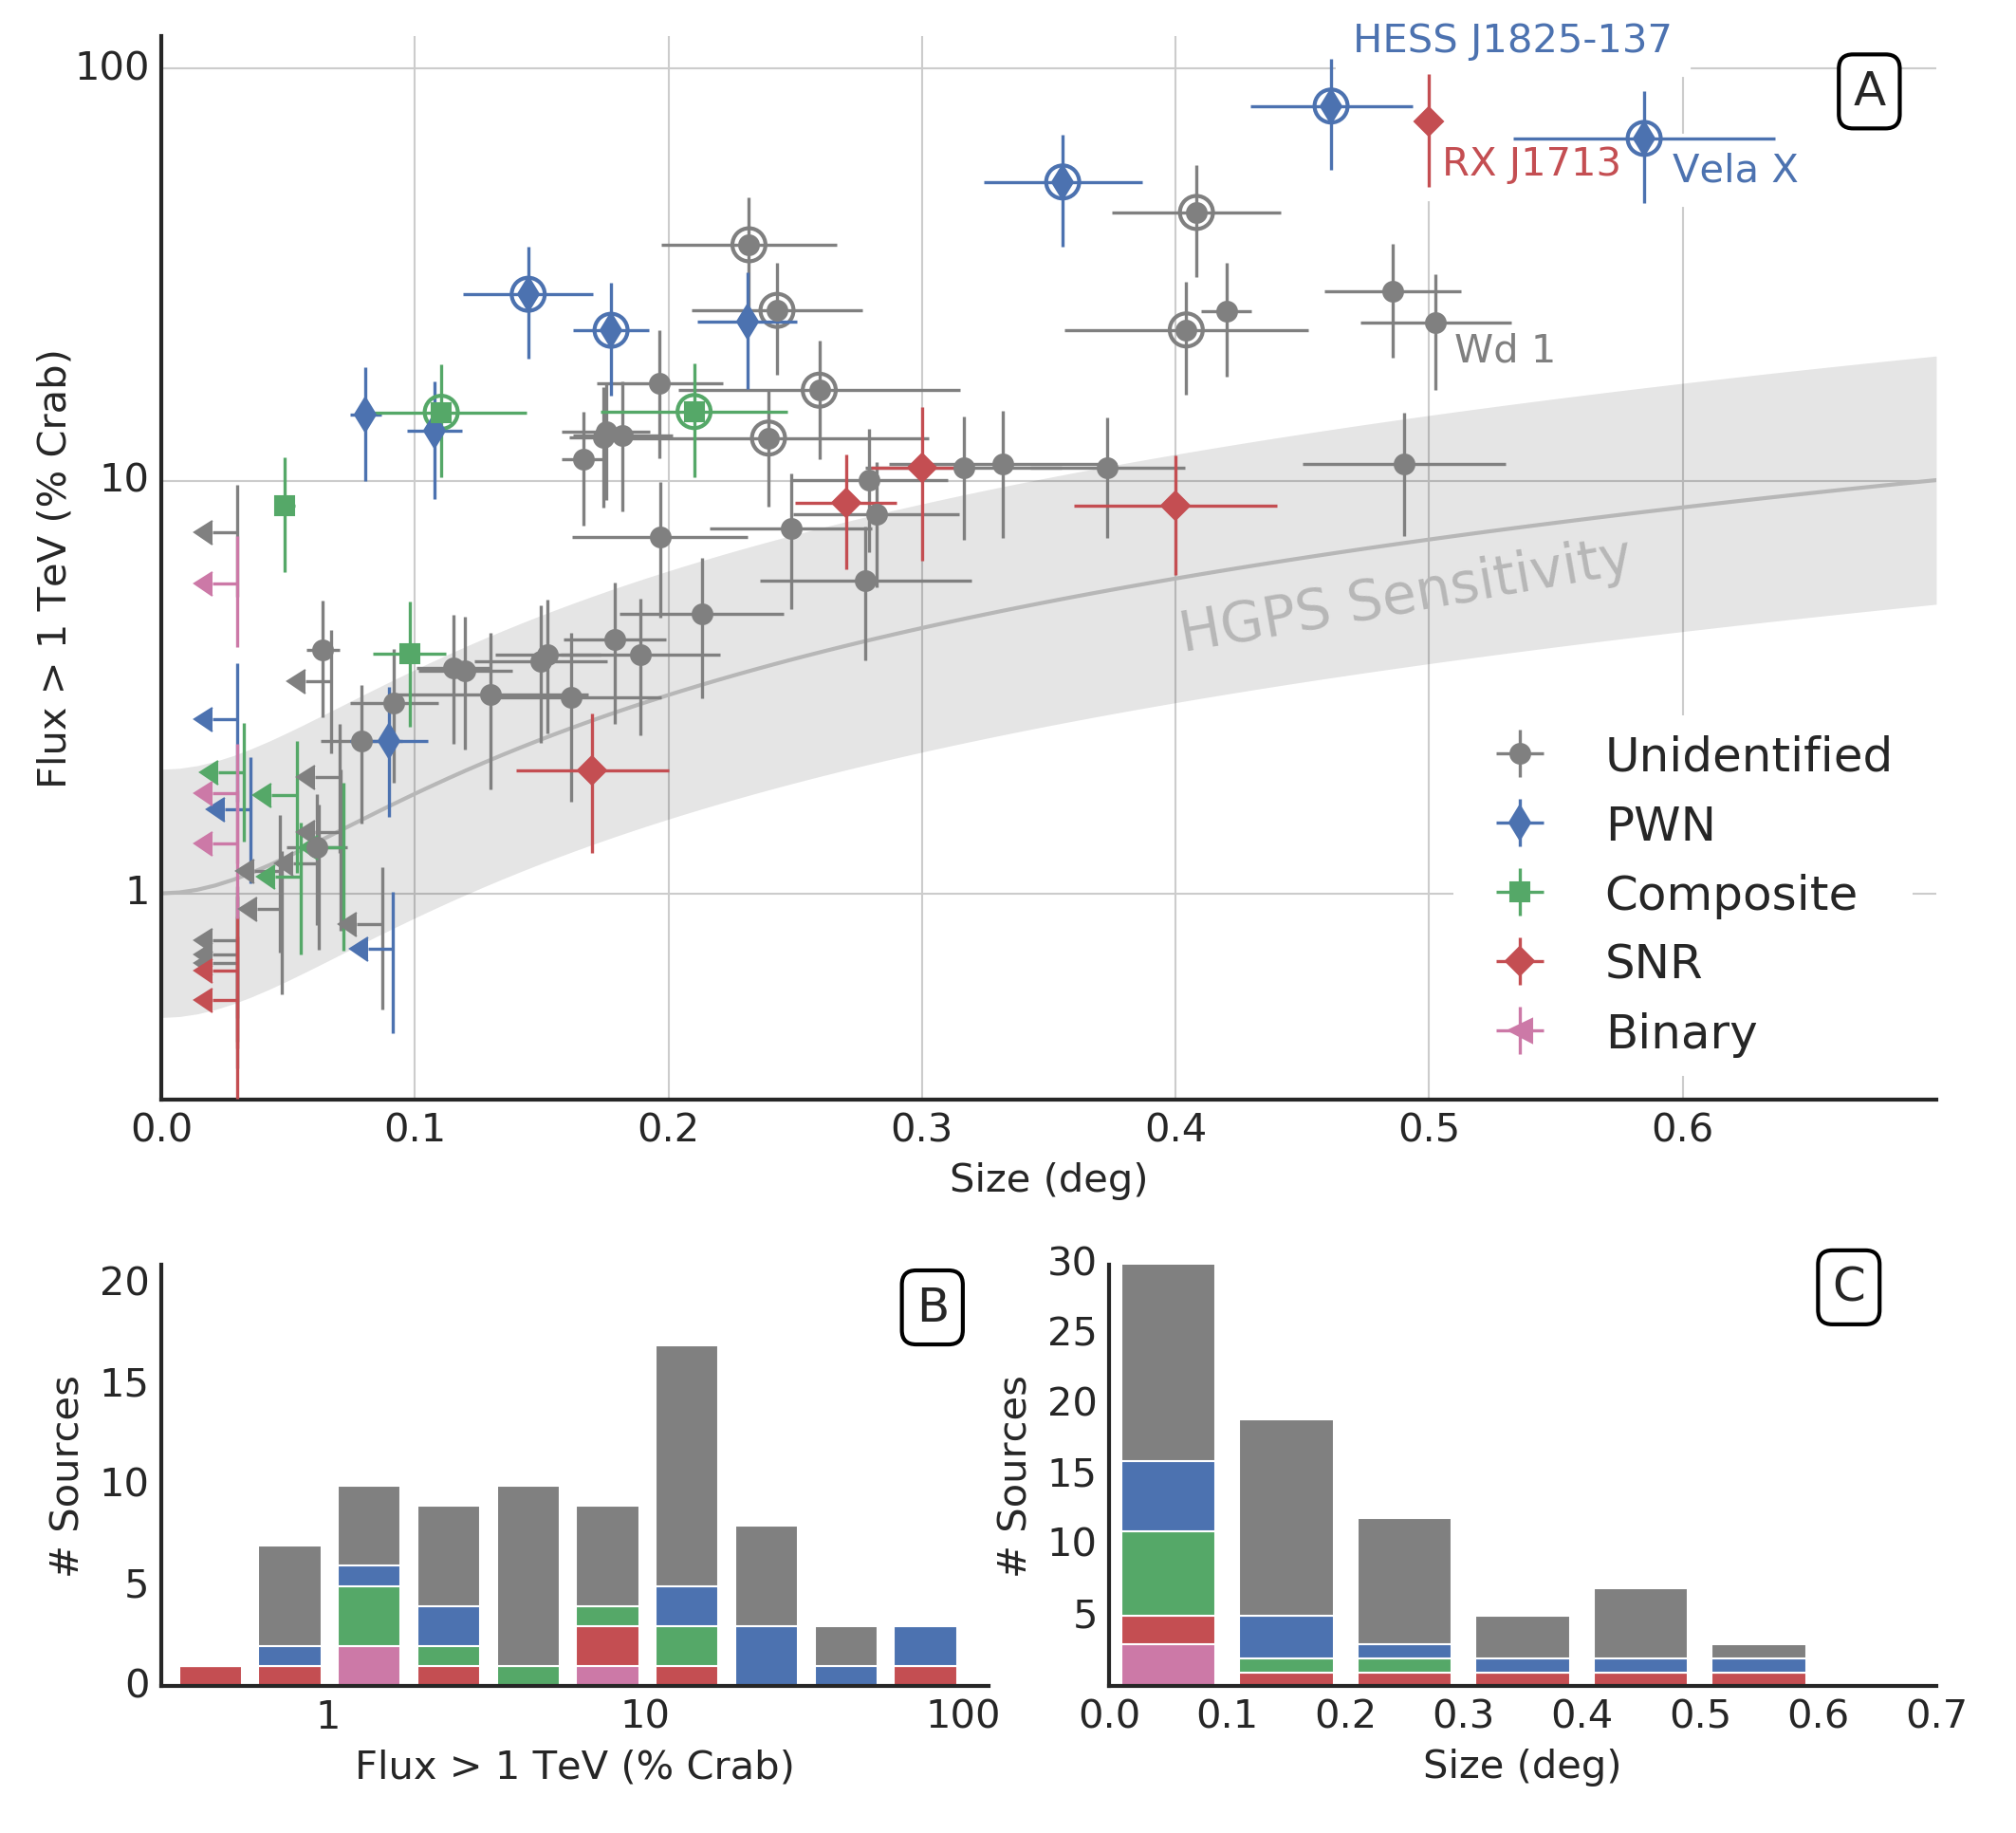 HESS J1825-137
A
RX J1713
Vela X
Wd 1
HGPS Sensitivity
Flux > 1 TeV (% Crab)
100
10
1
Unidentified
PWN
Composite
SNR
Binary
0.0 0.1 0.2 0.3 0.4 0.5 0.6
Size (deg)
B
# Sources
20
15
10
5
0
1 10 100
Flux > 1 TeV (% Crab)
C
# Sources
30
25
20
15
10
5
0.0 0.1 0.2 0.3 0.4 0.5 0.6 0.7
Size (deg)